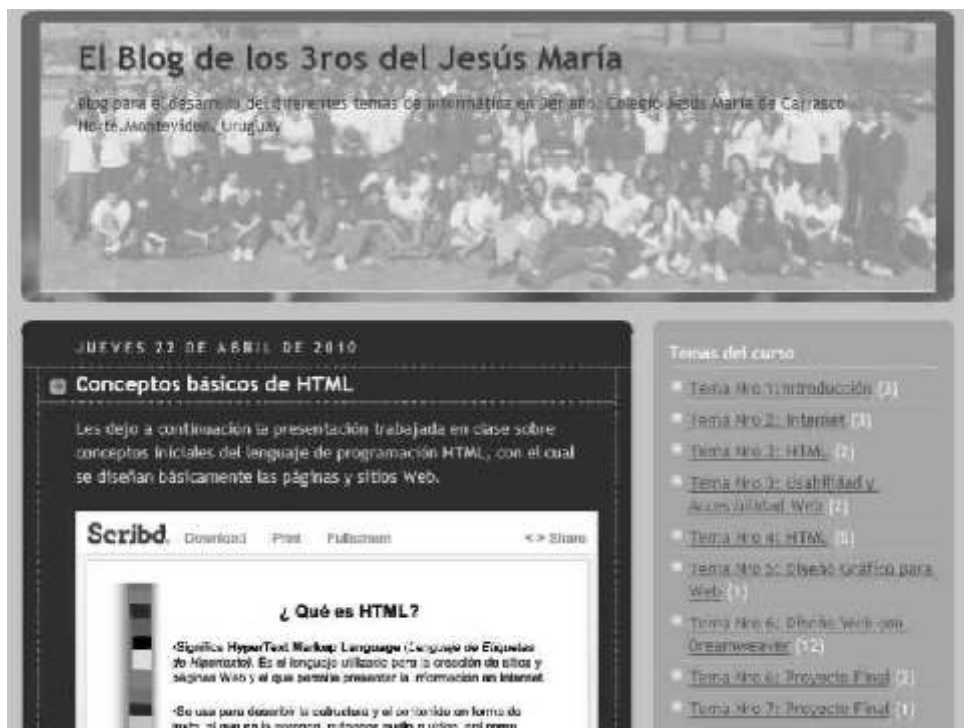 El Blog de los 3ros del Jesús María
Blog para el desarrollo del diferentes temas de informática en 3er año. Colegio Jesús María de Carrasco
Norte.Montevideo, Uruguay
JUEVES 22 DE ABRIL DE 2010
Conceptos básicos de HTML
Les dejo a continuación la presentación trabajada en clase sobre
conceptos iniciales del lenguaje de programación HTML, con el cual
se diseñan básicamente las páginas y sitios Web.
Scribd. Download Print Fullscreen <> Share
¿ Qué es HTML?
•Significa HyperText Markup Language (Lenguaje de Etiquetas
de Hipertexto). Es el lenguaje utilizado para la creación de sitios y
páginas Web y el que permite presentar la información en Internet
•Se usa para describir la estructura y el contenido en forma de
Temas del curso
Tema Nro 1:Introducción
Tema Nro 2: Internet
Tema Nro 3: HTML
Tema Nro 3: Usabilidad y
Accesibilidad Web
Tema Nro 4: HTML
Tema Nro 5: Diseño Gráfico para
Web (1)
Tema Nro 6: Diseño Web con
Dreamweaver (12)
Tema Nro 6: Proyecto Final
Tema Nro 7: Proyecto Final (1)